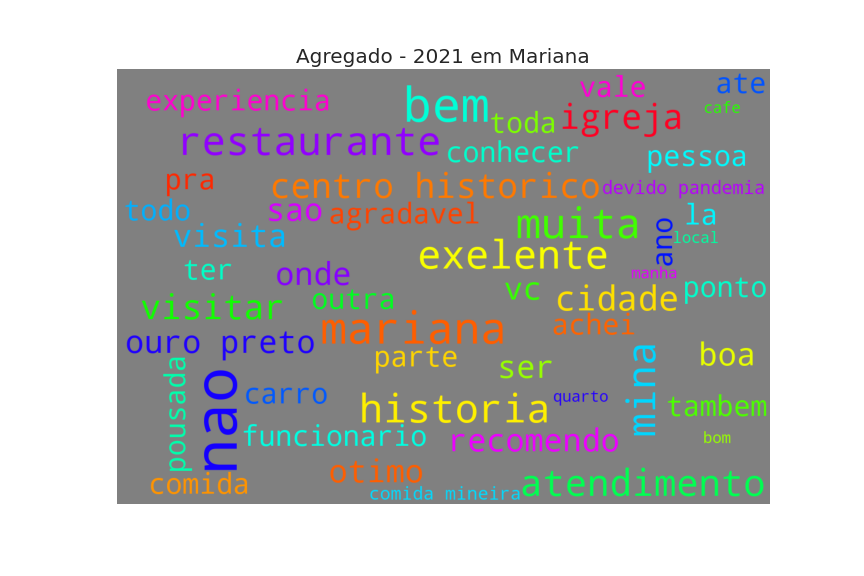 Agregado - 2021 em Mariana
experiencia
bem
vale
ate
cafe
toda
igreja
restaurante
conhecer
pessoa
pra
centro historico
devido pandemia
todo
sao
agradavel
muita
ano
la
local
visita
exelente
ter
onde
manha
vc
cidade
ponto
visitar
outra
mariana
achei
ouro preto
parte
ser
mina
boa
pousada
nao
carro
historia
quarto
tambem
funcionario
recomendo
bom
comida
otimo
comida mineira
atendimento